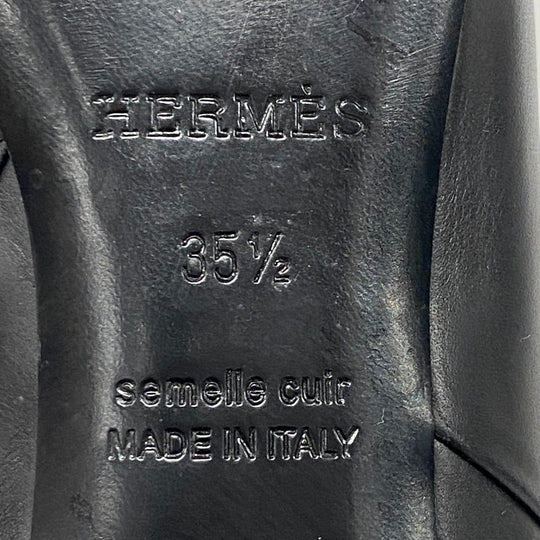 HERMÈS
35½
semelle cuir
MADE IN ITALY